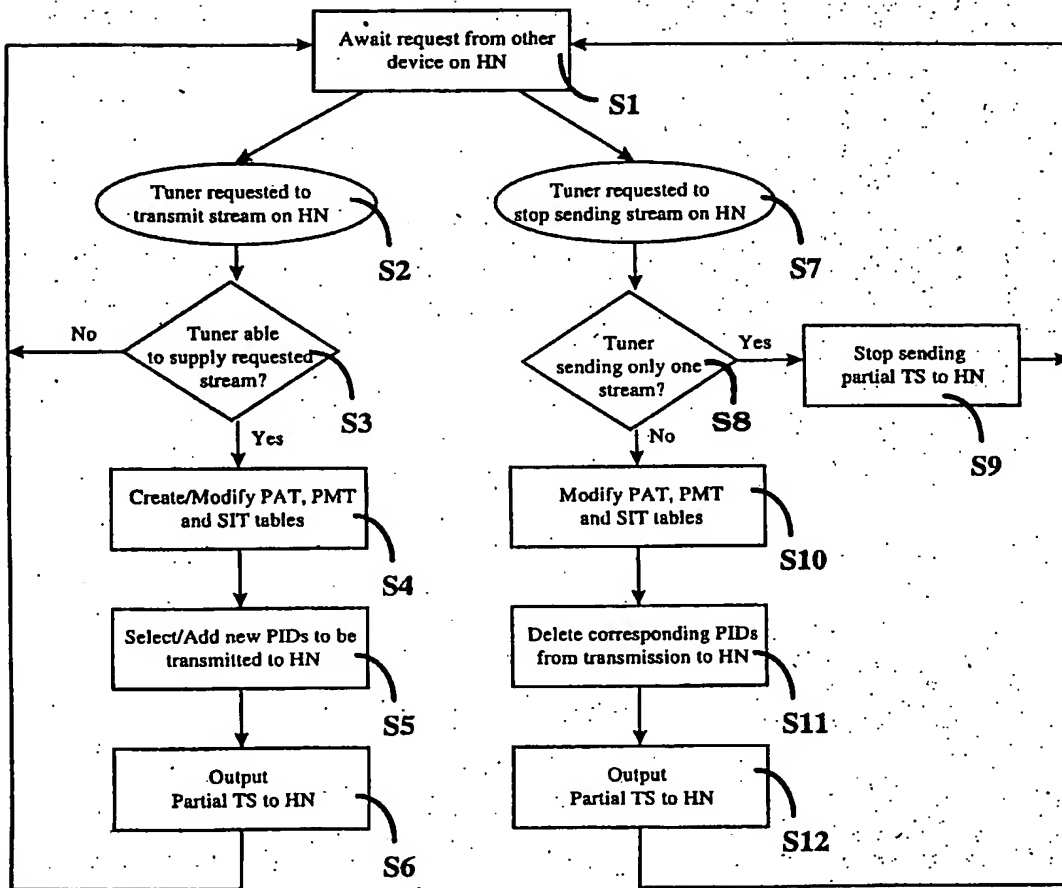 Await request from other
device on HN
S1
Tuner requested to
transmit stream on HN
S2
Tuner requested to
stop sending stream on HN
S7
No
Tuner able
to supply requested
stream?
S3
Yes
Tuner
sending only one
stream?
S8
Yes
Stop sending
partial TS to HN
S9
No
Create/Modify PAT, PMT
and SIT tables
S4
Modify PAT, PMT
and SIT tables
S10
Select/Add new PIDs to be
transmitted to HN
S5
Delete corresponding PIDs
from transmission to HN
S11
Output
Partial TS to HN
S6
Output
Partial TS to HN
S12